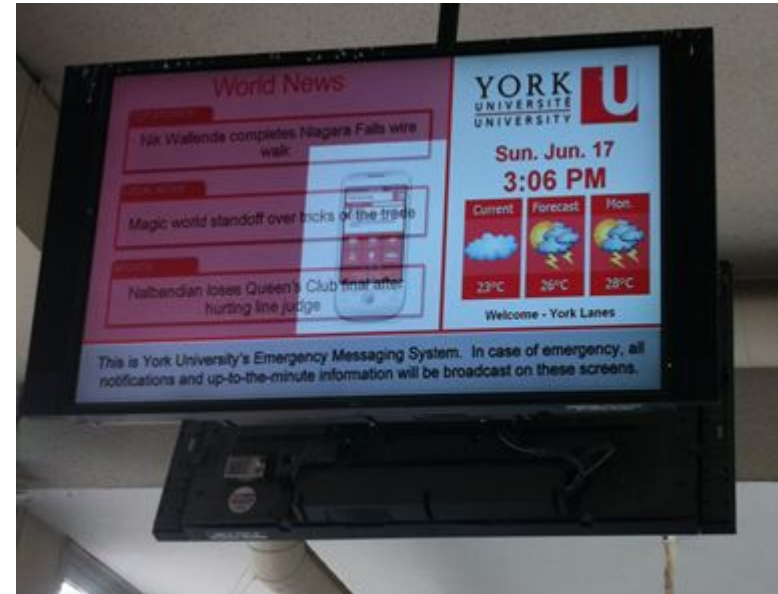 World News
Nik Wallenda completes Niagara Falls wire
walk
Magic world standoff over tricks of the trade
Nalbandian loses Queen's Club final after
hurting line judge
YORK
UNIVERSITÉ
UNIVERSITY
U
Sun. Jun. 17
3:06 PM
Current
Forecast
Mon.
23°C
26°C
28°C
Welcome - York Lanes
This is York University's Emergency Messaging System. In case of emergency, all
notifications and up-to-the-minute information will be broadcast on these screens.